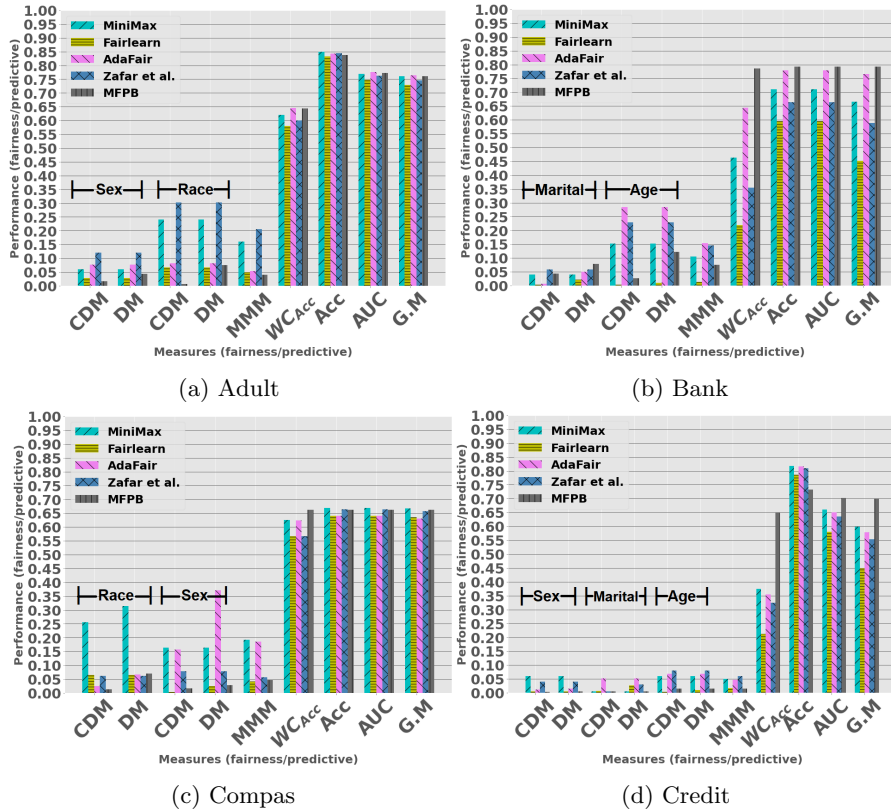 1.00
0.95
0.90
0.85
0.80
0.75
0.70
0.65
0.60
0.55
0.50
0.45
0.40
0.35
0.30
0.25
0.20
0.15
0.10
0.05
0.00
Performance (fairness/predictive)
MiniMax
Fairlearn
AdaFair
Zafar et al.
MFPB
Sex
Race
CDM
DM
CDM
DM
MMM
WC_Acc
Acc
AUC
G.M
Measures (fairness/predictive)
(a) Adult
1.00
0.95
0.90
0.85
0.80
0.75
0.70
0.65
0.60
0.55
0.50
0.45
0.40
0.35
0.30
0.25
0.20
0.15
0.10
0.05
0.00
Performance (fairness/predictive)
MiniMax
Fairlearn
AdaFair
Zafar et al.
MFPB
Marital
Age
CDM
DM
CDM
DM
MMM
WC_Acc
Acc
AUC
G.M
Measures (fairness/predictive)
(b) Bank
1.00
0.95
0.90
0.85
0.80
0.75
0.70
0.65
0.60
0.55
0.50
0.45
0.40
0.35
0.30
0.25
0.20
0.15
0.10
0.05
0.00
Performance (fairness/predictive)
MiniMax
Fairlearn
AdaFair
Zafar et al.
MFPB
Race
Sex
CDM
DM
CDM
DM
MMM
WC_Acc
Acc
AUC
G.M
Measures (fairness/predictive)
(c) Compas
1.00
0.95
0.90
0.85
0.80
0.75
0.70
0.65
0.60
0.55
0.50
0.45
0.40
0.35
0.30
0.25
0.20
0.15
0.10
0.05
0.00
Performance (fairness/predictive)
MiniMax
Fairlearn
AdaFair
Zafar et al.
MFPB
Sex
Marital
Age
CDM
DM
CDM
DM
CDM
DM
MMM
WC_Acc
Acc
AUC
G.M
Measures (fairness/predictive)
(d) Credit